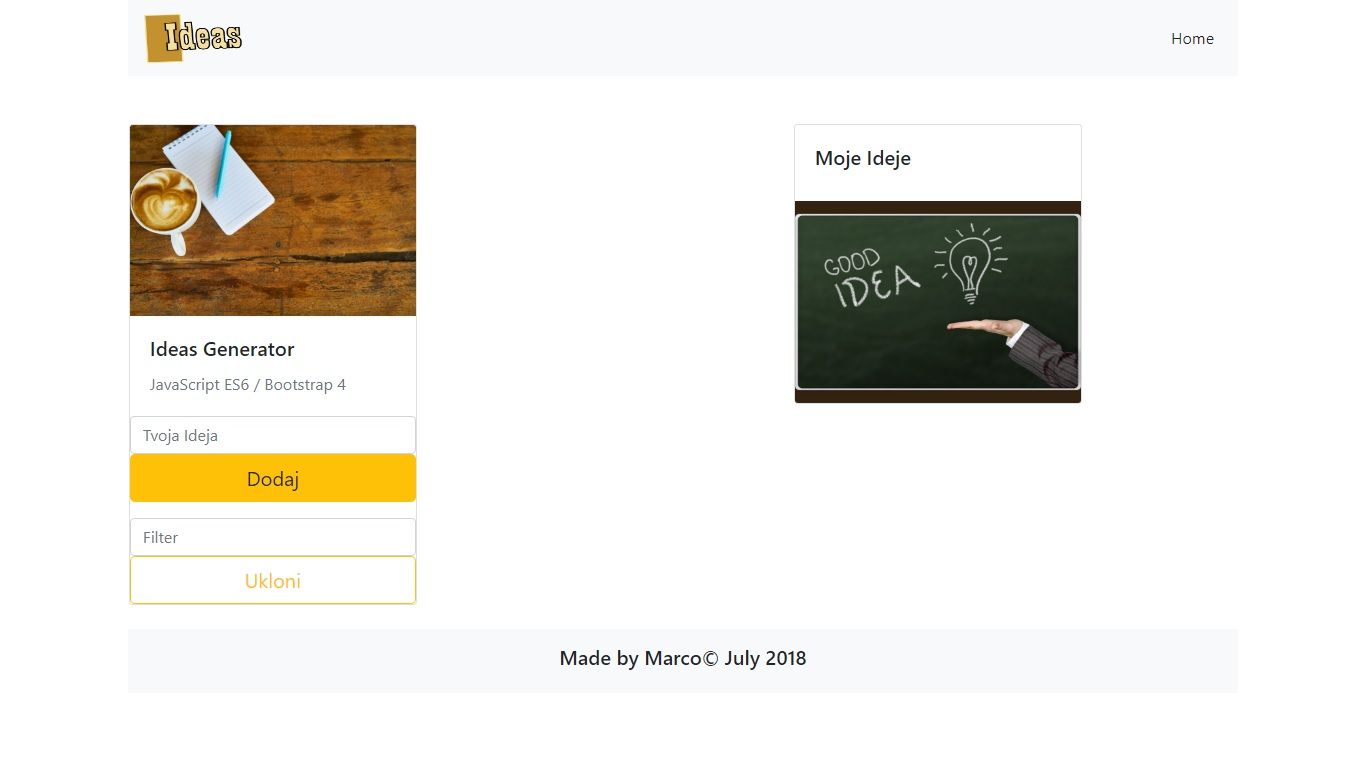 Ideas
Home
Ideas Generator
JavaScript ES6 / Bootstrap 4
Tvoja Ideja
Dodaj
Filter
Ukloni
Moje Ideje
GOOD
IDEA
Made by Marco© July 2018